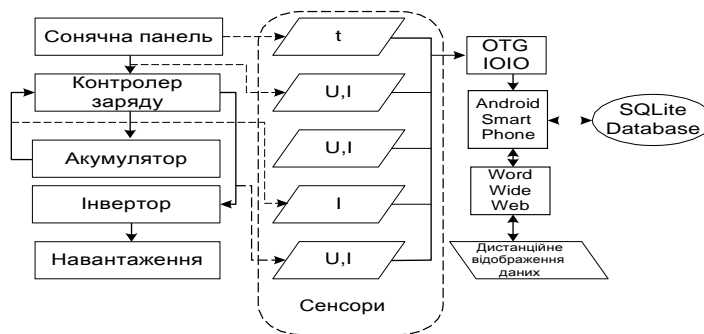 Сонячна панель
Контролер
заряду
Акумулятор
Інвертор
Навантаження
t
U,I
U,I
I
U,I
Сенсори
OTG
IOIO
Android
Smart
Phone
SQLite
Database
Word
Wide
Web
Дистанційне
відображення
даних